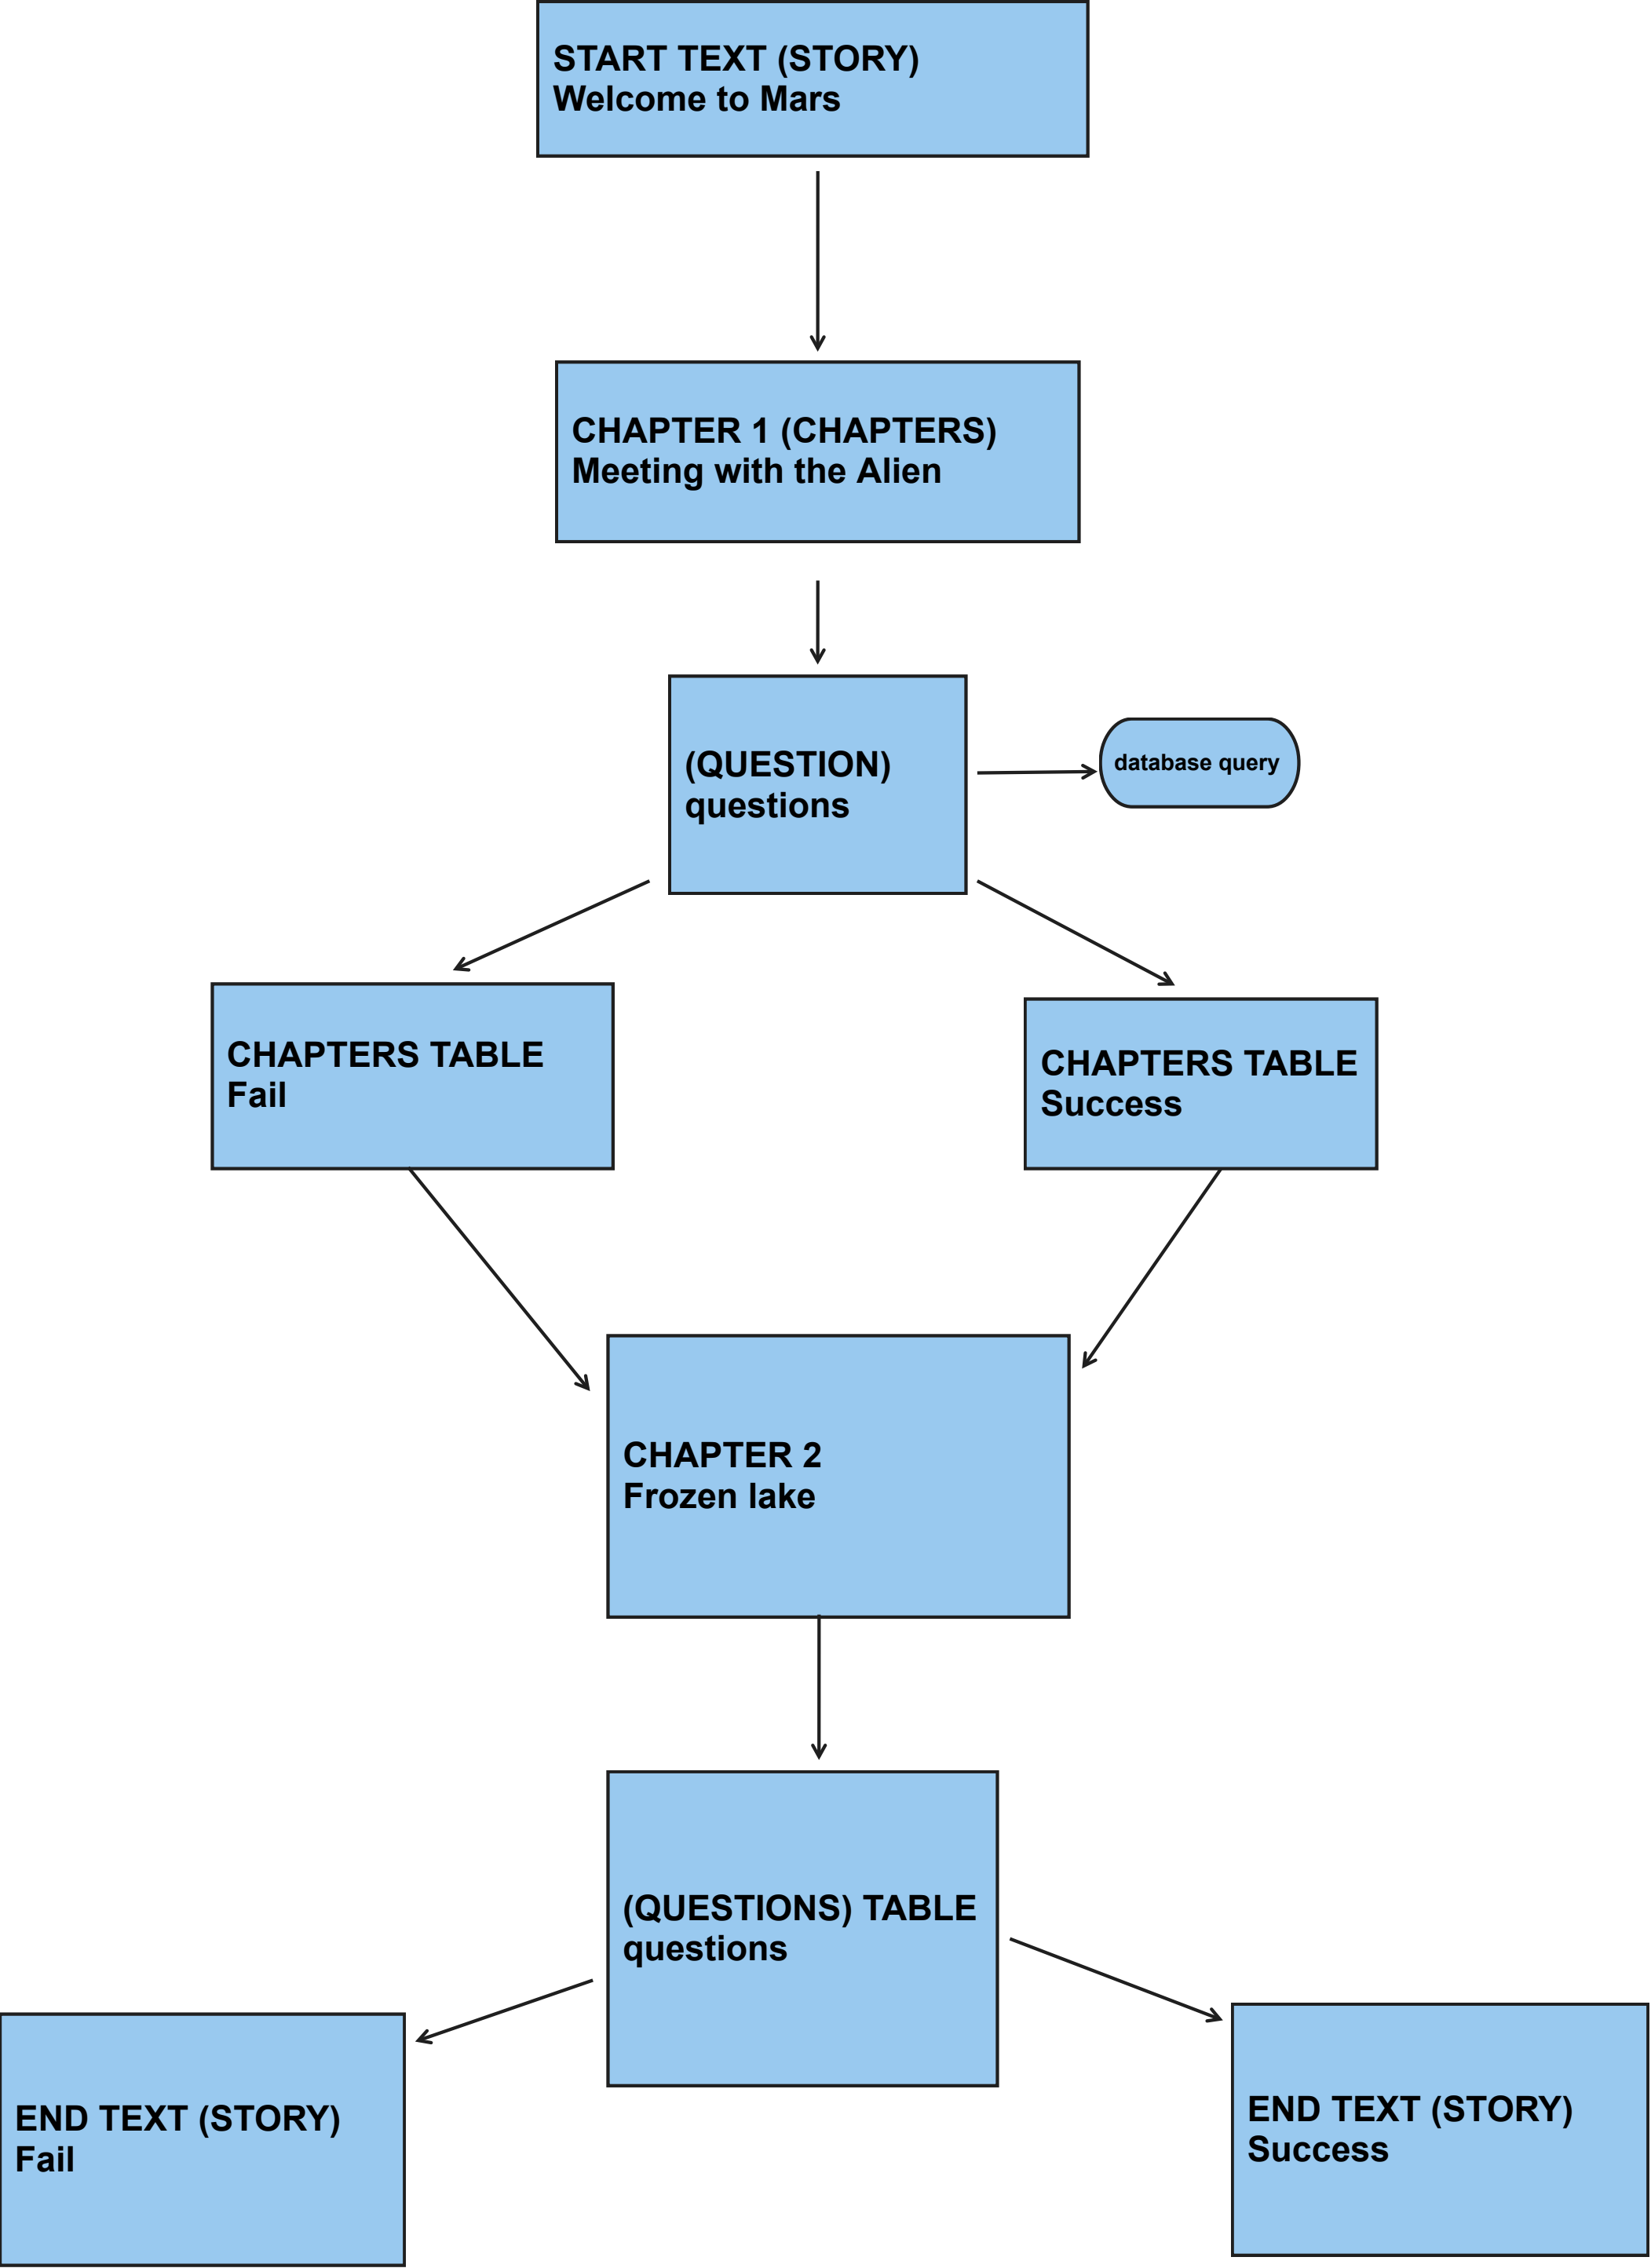 START TEXT (STORY)
Welcome to Mars
CHAPTER 1 (CHAPTERS)
Meeting with the Alien
(QUESTION)
questions
database query
CHAPTERS TABLE
Fail
CHAPTERS TABLE
Success
CHAPTER 2
Frozen lake
(QUESTIONS) TABLE
questions
END TEXT (STORY)
Fail
END TEXT (STORY)
Success